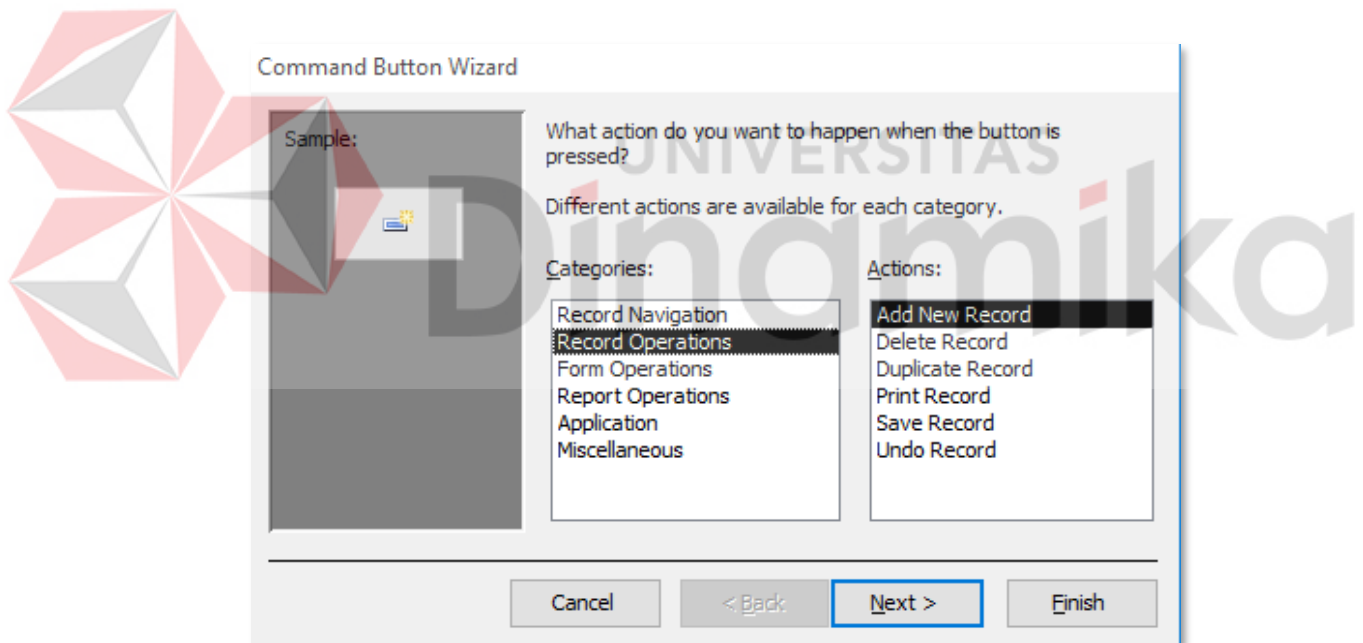 Command Button Wizard
Sample:
What action do you want to happen when the button is
pressed?
Different actions are available for each category.
Categories:
Record Navigation
Record Operations
Form Operations
Report Operations
Application
Miscellaneous
Actions:
Add New Record
Delete Record
Duplicate Record
Print Record
Save Record
Undo Record
Cancel
< Back
Next >
Finish
UNIVERSITAS
Dinamika